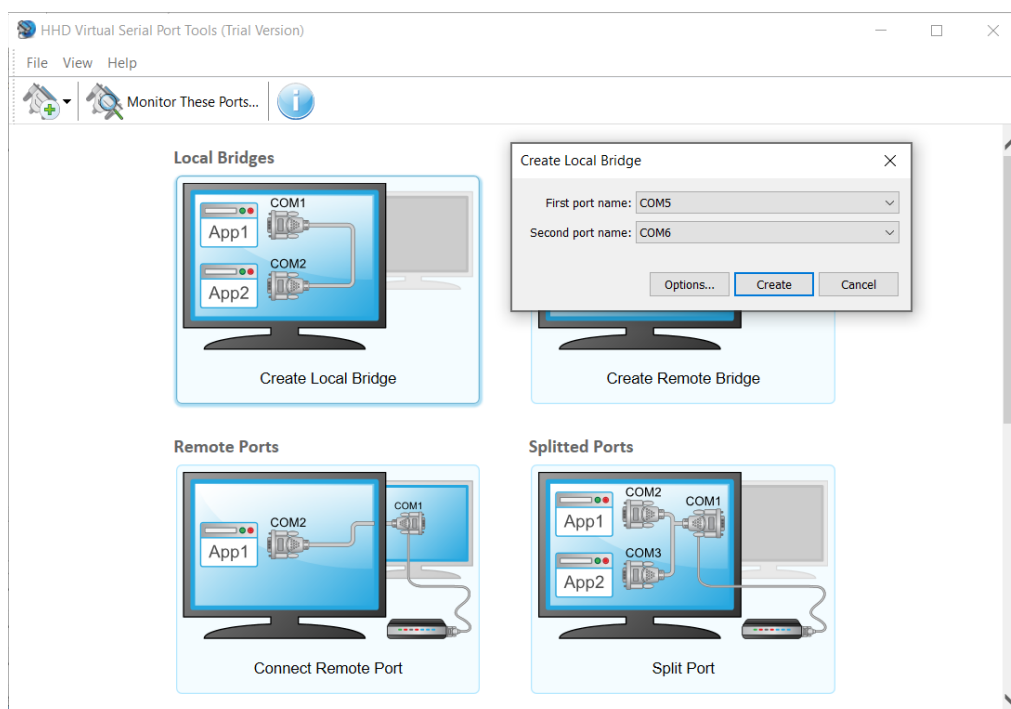 HHD Virtual Serial Port Tools (Trial Version)
File View Help
Monitor These Ports...
Local Bridges
COM1
App1
COM2
App2
Create Local Bridge
Create Local Bridge
First port name: COM5
Second port name: COM6
Options... Create Cancel
Create Remote Bridge
Remote Ports
COM1
COM2
App1
Connect Remote Port
Splitted Ports
COM2
COM1
App1
COM3
App2
Split Port